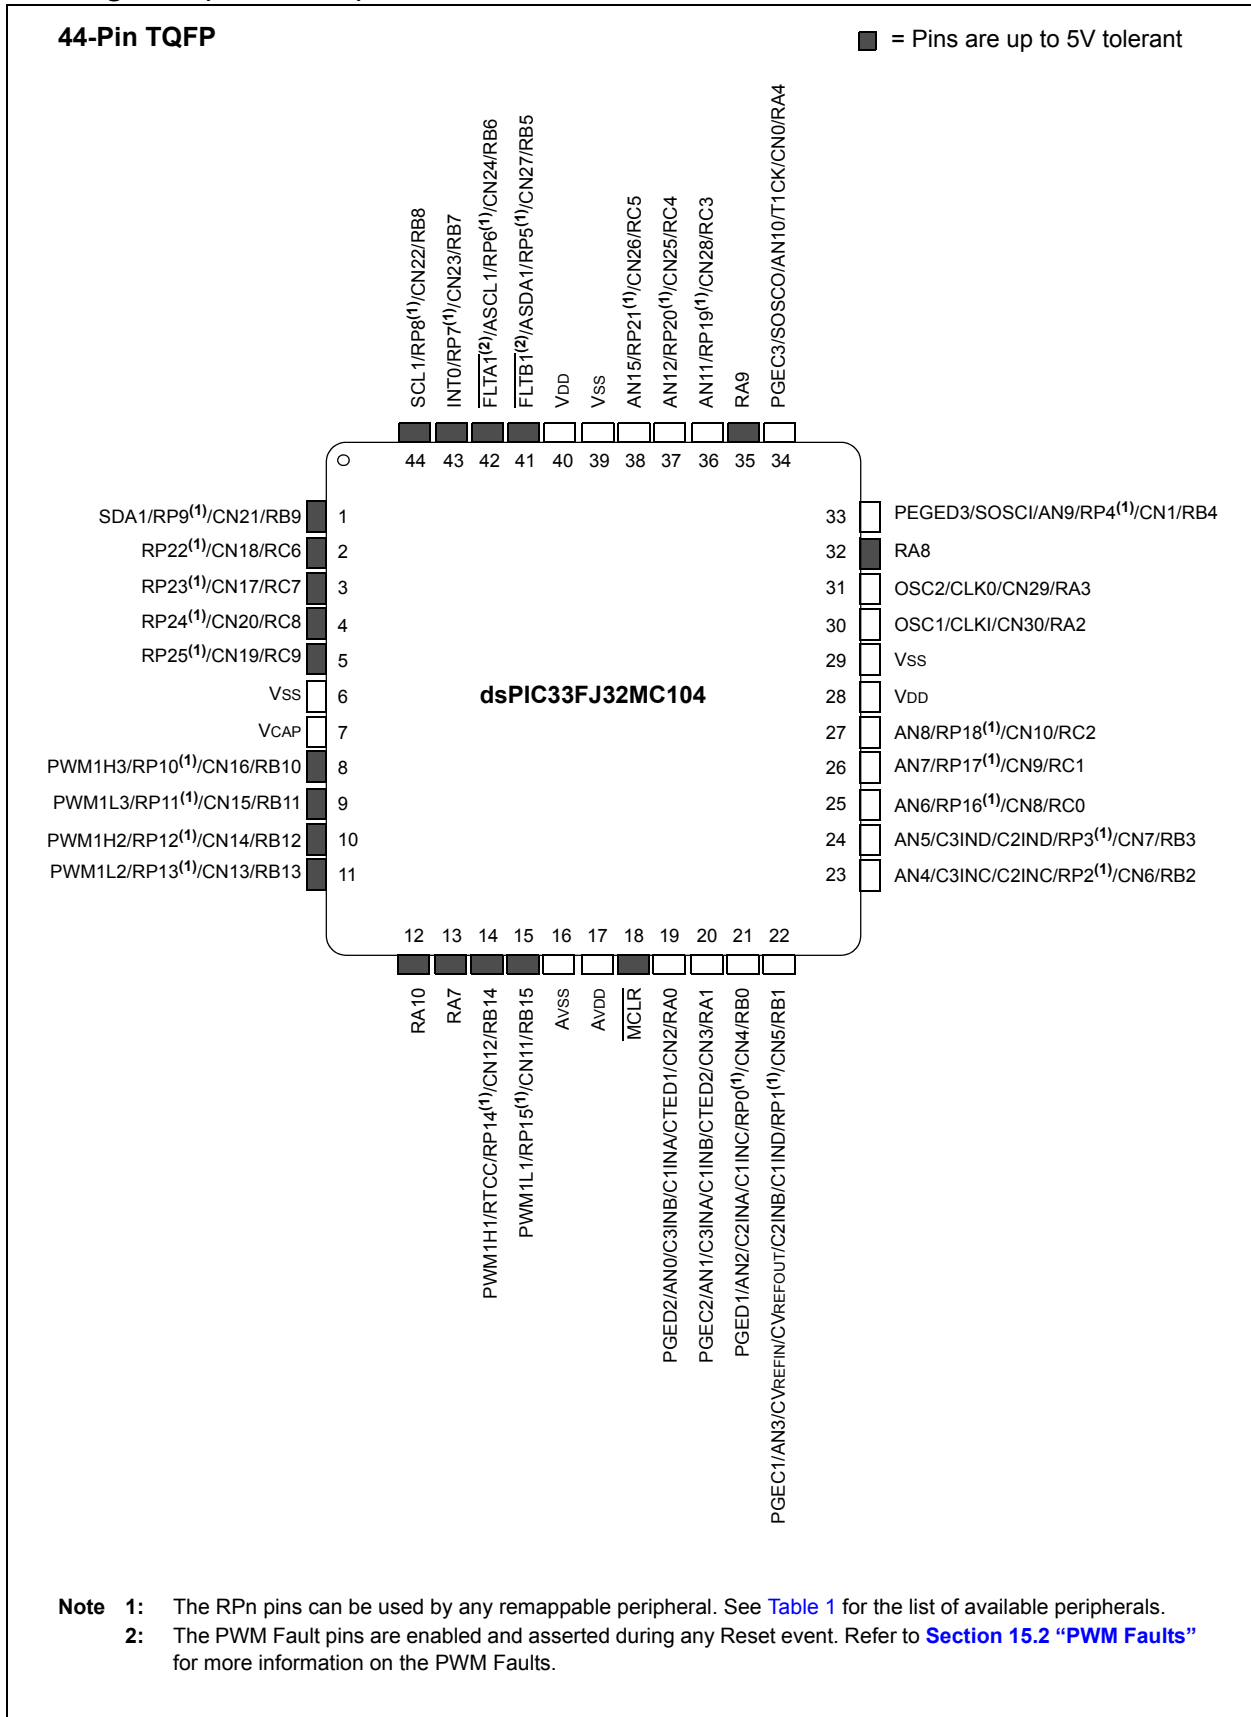 44-Pin TQFP
= Pins are up to 5V tolerant
SCL1/RP8(1)/CN22/RB8
INT0/RP7(1)/CN23/RB7
FLTA1(2)/ASCL1/RP6(1)/CN24/RB6
FLTB1(2)/ASDA1/RP5(1)/CN27/RB5
VDD
VSS
AN15/RP21(1)/CN26/RC5
AN12/RP20(1)/CN25/RC4
AN11/RP19(1)/CN28/RC3
RA9
PGEC3/SOSCO/AN10/T1CK/CN0/RA4
44 43 42 41 40 39 38 37 36 35 34
SDA1/RP9(1)/CN21/RB9 1
RP22(1)/CN18/RC6 2
RP23(1)/CN17/RC7 3
RP24(1)/CN20/RC8 4
RP25(1)/CN19/RC9 5
VSS 6
VCAP 7
PWM1H3/RP10(1)/CN16/RB10 8
PWM1L3/RP11(1)/CN15/RB11 9
PWM1H2/RP12(1)/CN14/RB12 10
PWM1L2/RP13(1)/CN13/RB13 11
dsPIC33FJ32MC104
33 PEGED3/SOSCI/AN9/RP4(1)/CN1/RB4
32 RA8
31 OSC2/CLK0/CN29/RA3
30 OSC1/CLKI/CN30/RA2
29 VSS
28 VDD
27 AN8/RP18(1)/CN10/RC2
26 AN7/RP17(1)/CN9/RC1
25 AN6/RP16(1)/CN8/RC0
24 AN5/C3IND/C2IND/RP3(1)/CN7/RB3
23 AN4/C3INC/C2INC/RP2(1)/CN6/RB2
12 13 14 15 16 17 18 19 20 21 22
RA10
RA7
PWM1H1/RTCC/RP14(1)/CN12/RB14
PWM1L1/RP15(1)/CN11/RB15
AVSS
AVDD
MCLR
PGED2/AN0/C3INB/C1INA/CTED1/CN2/RA0
PGEC2/AN1/C3INA/C1INB/CTED2/CN3/RA1
PGED1/AN2/C2INA/C1INC/RP0(1)/CN4/RB0
PGEC1/AN3/CVREFIN/CVREFOUT/C2INB/C1IND/RP1(1)/CN5/RB1
Note 1: The RPn pins can be used by any remappable peripheral. See Table 1 for the list of available peripherals.
2: The PWM Fault pins are enabled and asserted during any Reset event. Refer to Section 15.2 “PWM Faults”
for more information on the PWM Faults.